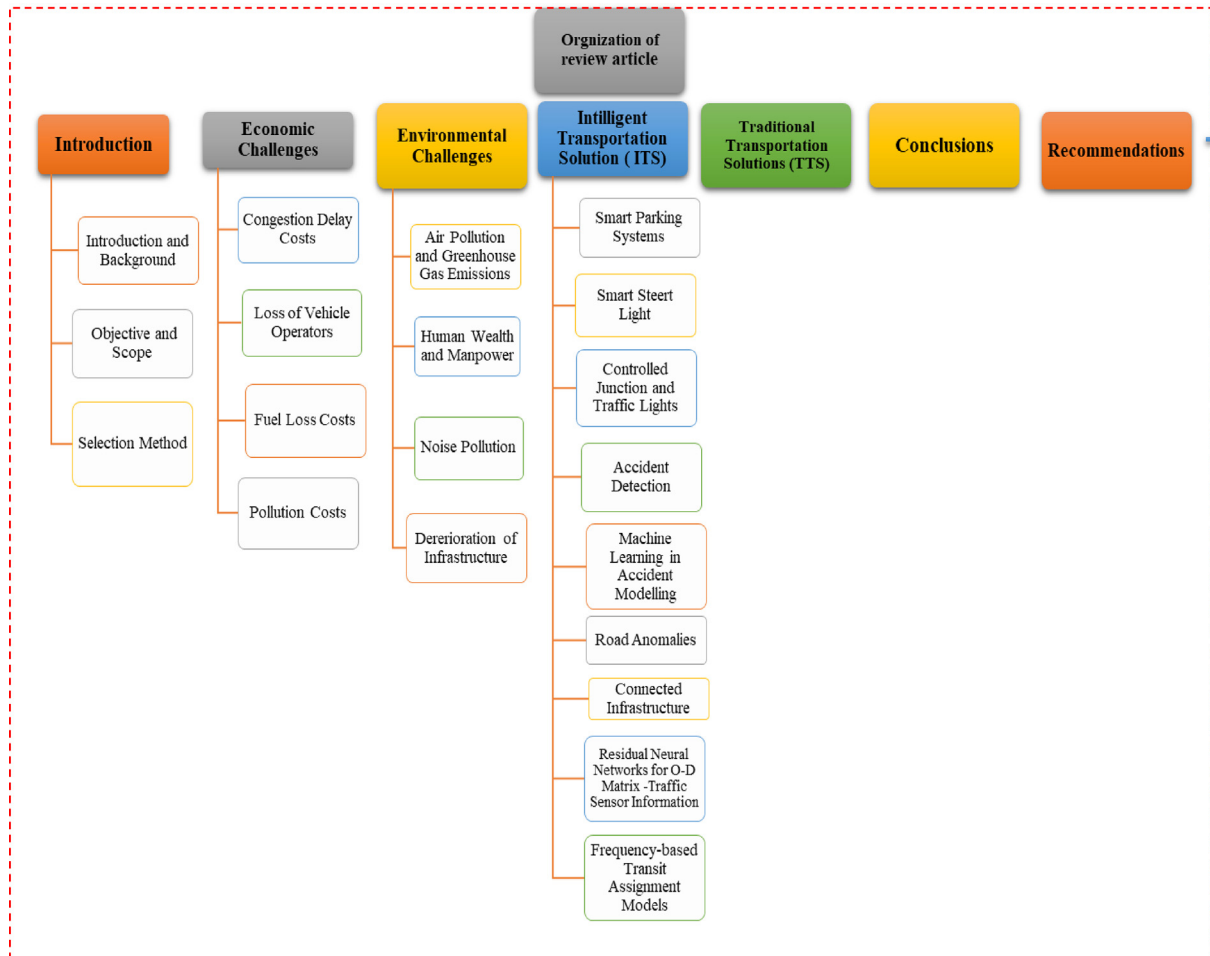 Orgnization of
review article
Introduction
Introduction and
Background
Objective and
Scope
Selection Method
Economic
Challenges
Congestion Delay
Costs
Loss of Vehicle
Operators
Fuel Loss Costs
Pollution Costs
Environmental
Challenges
Air Pollution
and Greenhouse
Gas Emissions
Human Wealth
and Manpower
Noise Pollution
Dererioration of
Infrastructure
Intilligent
Transportation
Solution ( ITS)
Smart Parking
Systems
Smart Steert
Light
Controlled
Junction and
Traffic Lights
Accident
Detection
Machine
Learning in
Accident
Modelling
Road Anomalies
Connected
Infrastructure
Residual Neural
Networks for O-D
Matrix -Traffic
Sensor Information
Frequency-based
Transit
Assignment
Models
Traditional
Transportation
Solutions (TTS)
Conclusions
Recommendations